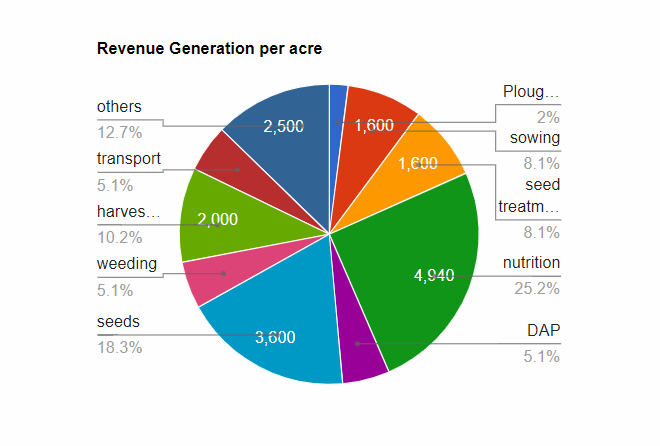 Revenue Generation per acre
others
12.7%
transport
5.1%
harves...
10.2%
weeding
5.1%
seeds
18.3%
2,500
1,600
1,600
2,000
4,940
3,600
Ploug...
2%
sowing
8.1%
seed
treatm...
8.1%
nutrition
25.2%
DAP
5.1%